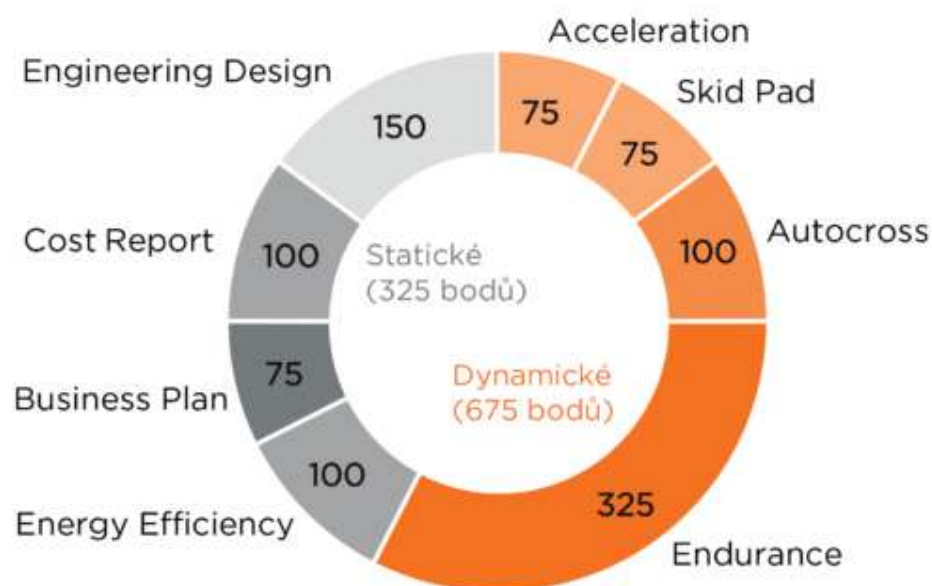 Acceleration
75
Skid Pad
75
Autocross
100
Endurance
325
Energy Efficiency
100
Business Plan
75
Cost Report
100
Engineering Design
150
Statické
(325 bodů)
Dynamické
(675 bodů)